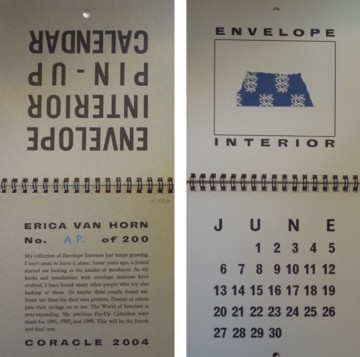 ENVELOPE
INTERIOR
PIN-UP
CALENDAR
ERICA VAN HORN
No. A.P. of 200
My collection of Envelope Interiors just keeps growing
I can't seem to leave it alone. Some years ago, a friend
started me looking at the insides of envelopes. As my
books and installations with envelope interiors have
evolved, I have found many other people who are also
looking at them. Or maybe these people found me.
Some use them for their own projects. Dozens of others
pass their savings on to me. The World of Interiors is
ever-expanding. My previous Pin-Up Calendars were
made for 1995, 1997, and 1999. This will be the fourth
and final one.
CORACLE 2004
ENVELOPE
INTERIOR
J U N E
1 2 3 4 5
6 7 8 9 10 11 12
13 14 15 16 17 18 19
20 21 22 23 24 25 26
27 28 29 30